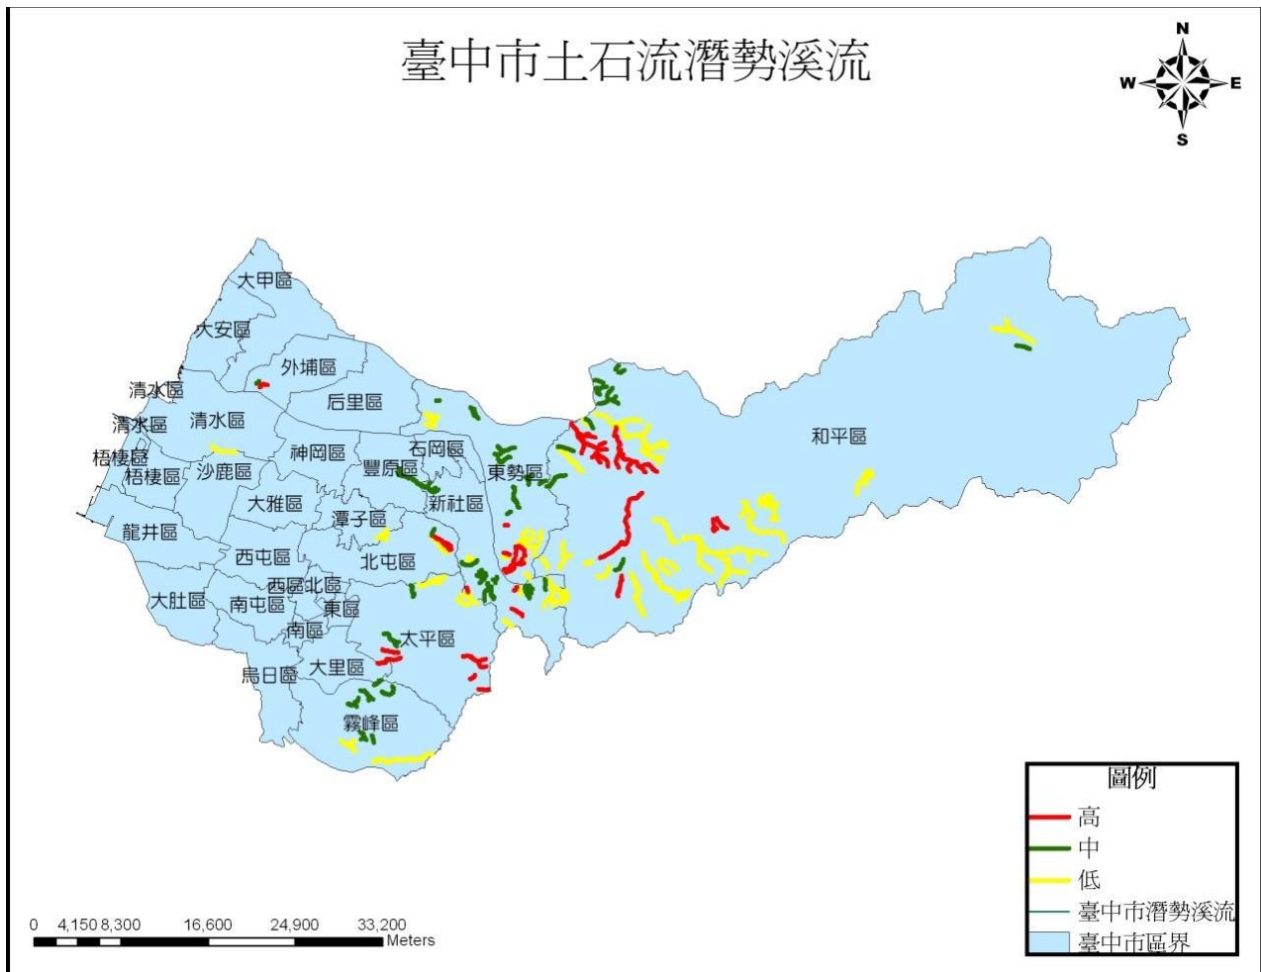 臺中市土石流潛勢溪流
N
W E
S
大甲區
大安區
外埔區
清水區
后里區
清水區
清水區
和平區
石岡區
神岡區
梧棲區
豐原區
東勢區
沙鹿區
梧棲區
大雅區
新社區
潭子區
龍井區
西屯區
北屯區
西區
北區
大肚區
南屯區
東區
南區
太平區
大里區
烏日區
霧峰區
圖例
高
中
低
臺中市潛勢溪流
臺中市區界
0 4,150 8,300 16,600 24,900 33,200
Meters